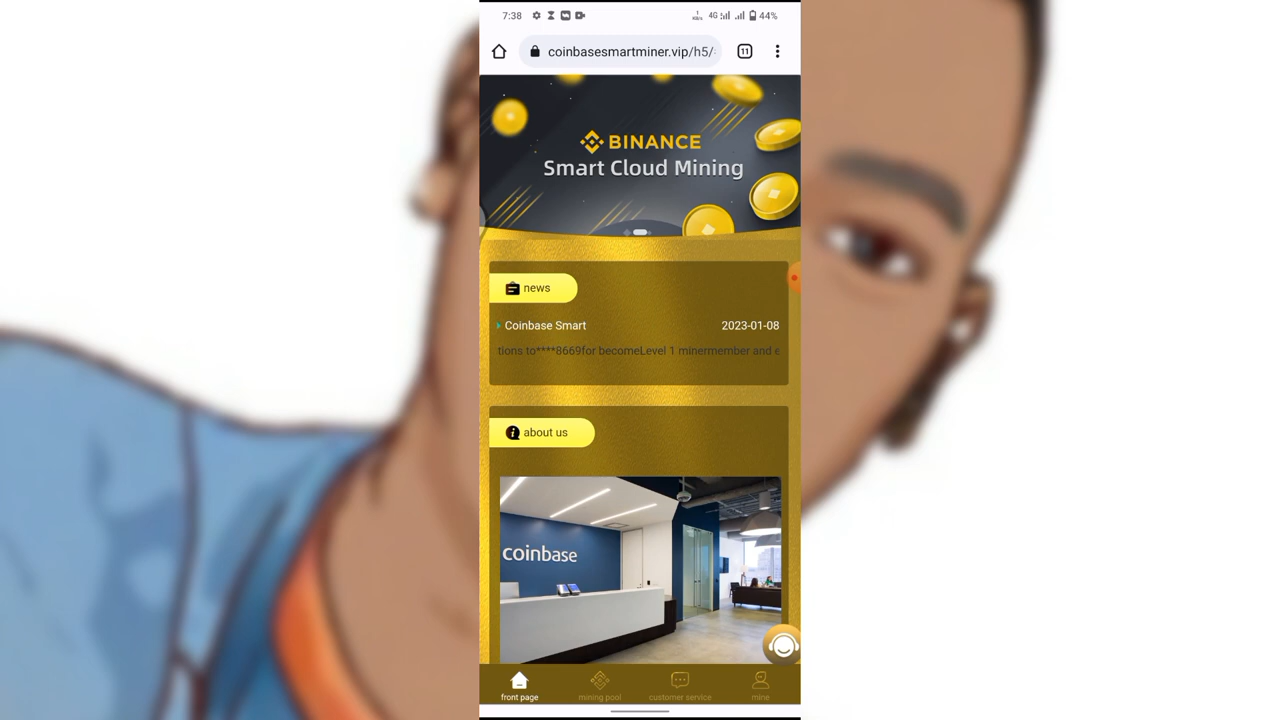 7:38
4G
44%
coinbasesmartminer.vip/h5/
11
BINANCE
Smart Cloud Mining
news
Coinbase Smart 2023-01-08
tions to****8669for becomeLevel 1 minermember and e
about us
coinbase
front page mining pool customer service mine